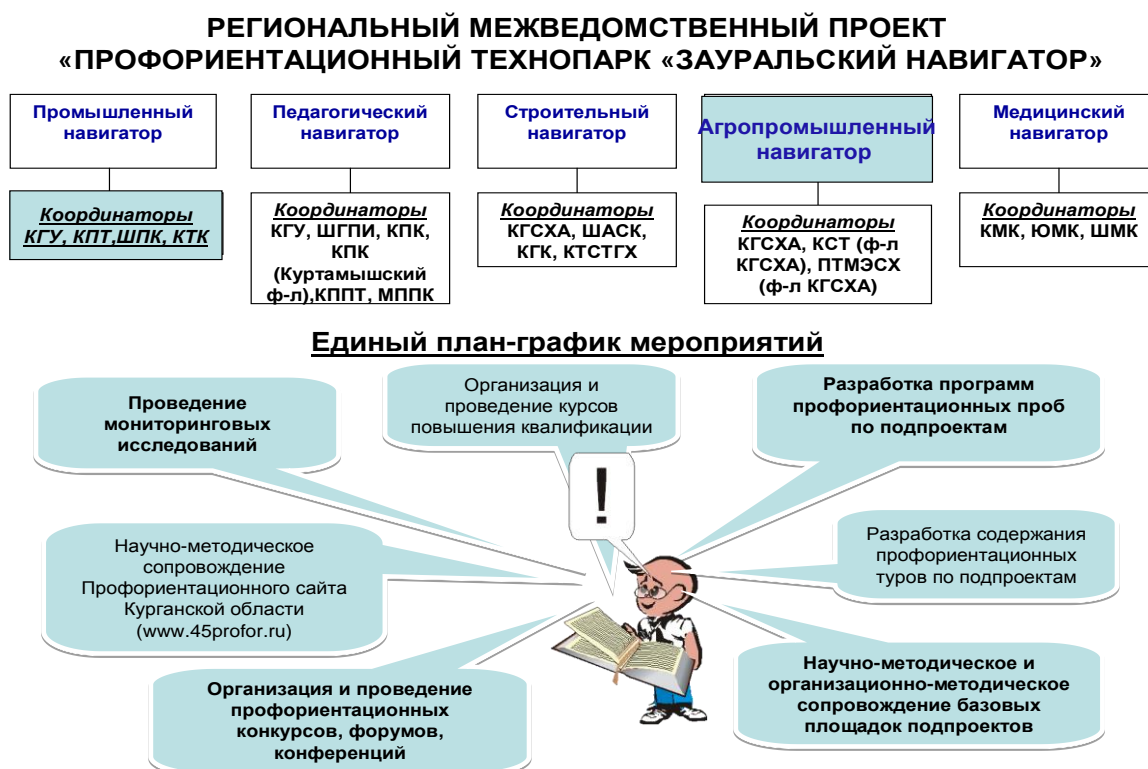 РЕГИОНАЛЬНЫЙ МЕЖВЕДОМСТВЕННЫЙ ПРОЕКТ
«ПРОФОРИЕНТАЦИОННЫЙ ТЕХНОПАРК «ЗАУРАЛЬСКИЙ НАВИГАТОР»
Промышленный
навигатор
Координаторы
КГУ, КПТ,ШПК, КТК
Педагогический
навигатор
Координаторы
КГУ, ШГПИ, КПК,
КПК
(Куртамышский
ф-л),КППТ, МППК
Строительный
навигатор
Координаторы
КГСХА, ШАСК,
КГК, КТСТГХ
Агропромышленный
навигатор
Координаторы
КГСХА, КСТ (ф-л
КГСХА), ПТМЭСХ
(ф-л КГСХА)
Медицинский
навигатор
Координаторы
КМК, ЮМК, ШМК
Единый план-график мероприятий
Проведение
мониторинговых
исследований
Организация и
проведение курсов
повышения квалификации
Разработка программ
профориентационных проб
по подпроектам
!
Научно-методическое
сопровождение
Профориентационного сайта
Курганской области
(www.45profor.ru)
Разработка содержания
профориентационных
туров по подпроектам
Организация и проведение
профориентационных
конкурсов, форумов,
конференций
Научно-методическое и
организационно-методическое
сопровождение базовых
площадок подпроектов